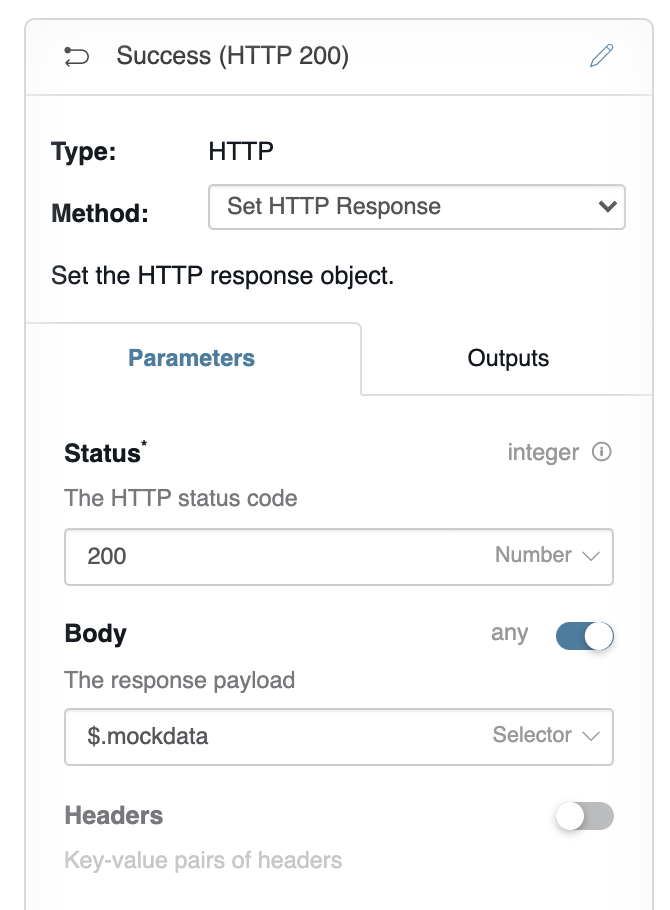 Success (HTTP 200)
Type: HTTP
Method: Set HTTP Response
Set the HTTP response object.
Parameters Outputs
Status* integer
The HTTP status code
200 Number
Body any
The response payload
$.mockdata Selector
Headers
Key-value pairs of headers